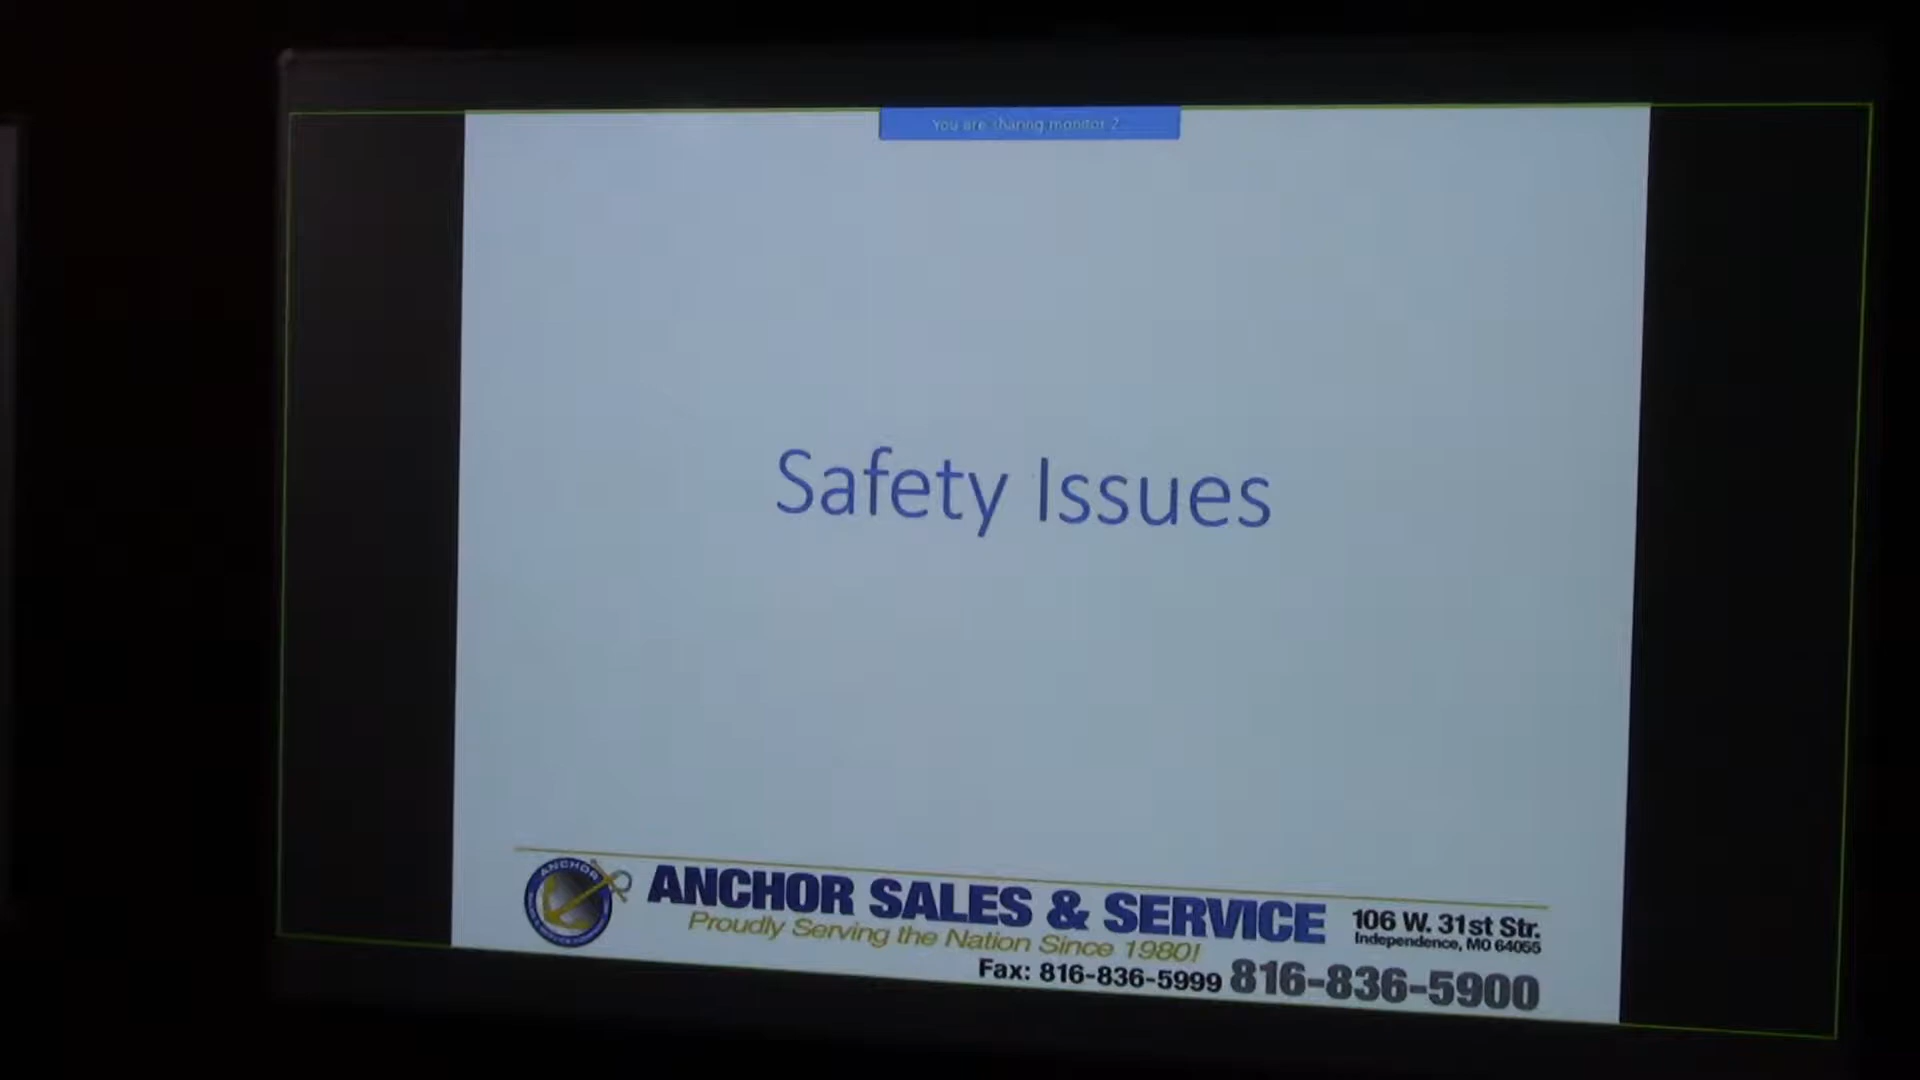 You are sharing monitor 2
Safety Issues
ANCHOR
ANCHOR SALES & SERVICE
Proudly Serving the Nation Since 1980!
106 W. 31st Str.
Independence, MO 64055
Fax: 816-836-5999 816-836-5900